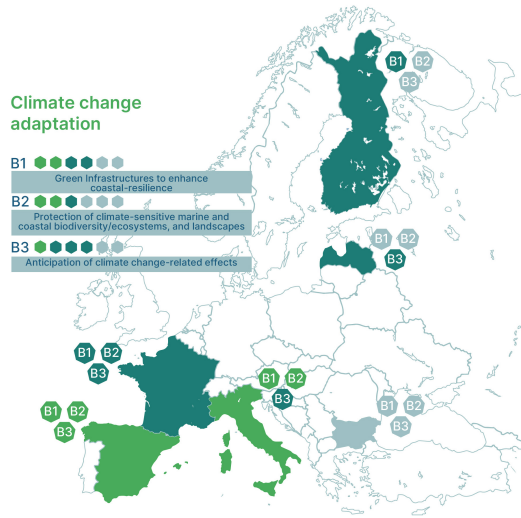 Climate change
adaptation
B1
Green Infrastructures to enhance
coastal-resilience
B2
Protection of climate-sensitive marine and
coastal biodiversity/ecosystems, and landscapes
B3
Anticipation of climate change-related effects
B1 B2
B3
B1 B2
B3
B1 B2
B3
B1 B2
B3
B1 B2
B3
B1 B2
B3